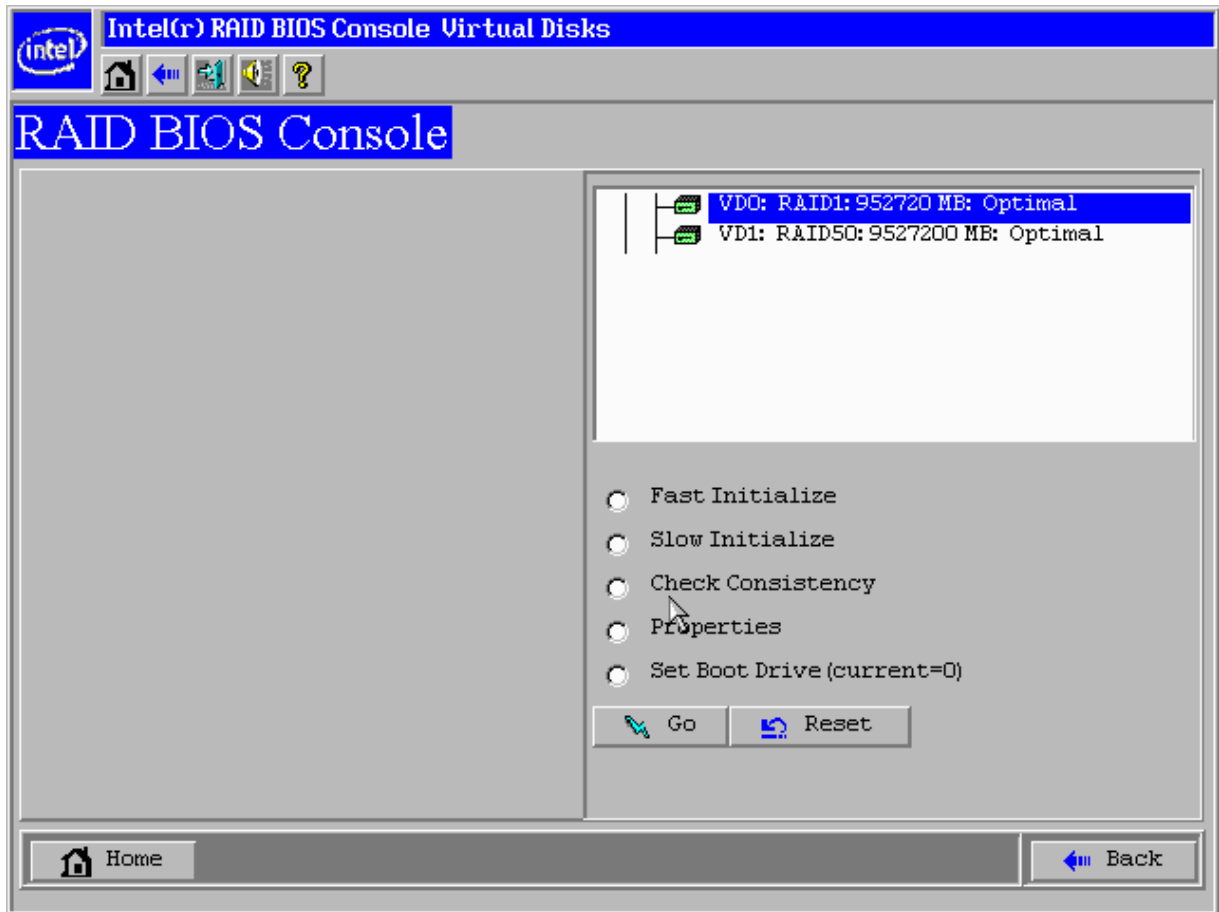 intel
Intel(r) RAID BIOS Console Virtual Disks
RAID BIOS Console
VD0: RAID1: 952720 MB: Optimal
VD1: RAID50: 9527200 MB: Optimal
Fast Initialize
Slow Initialize
Check Consistency
Properties
Set Boot Drive (current=0)
Go Reset
Home Back